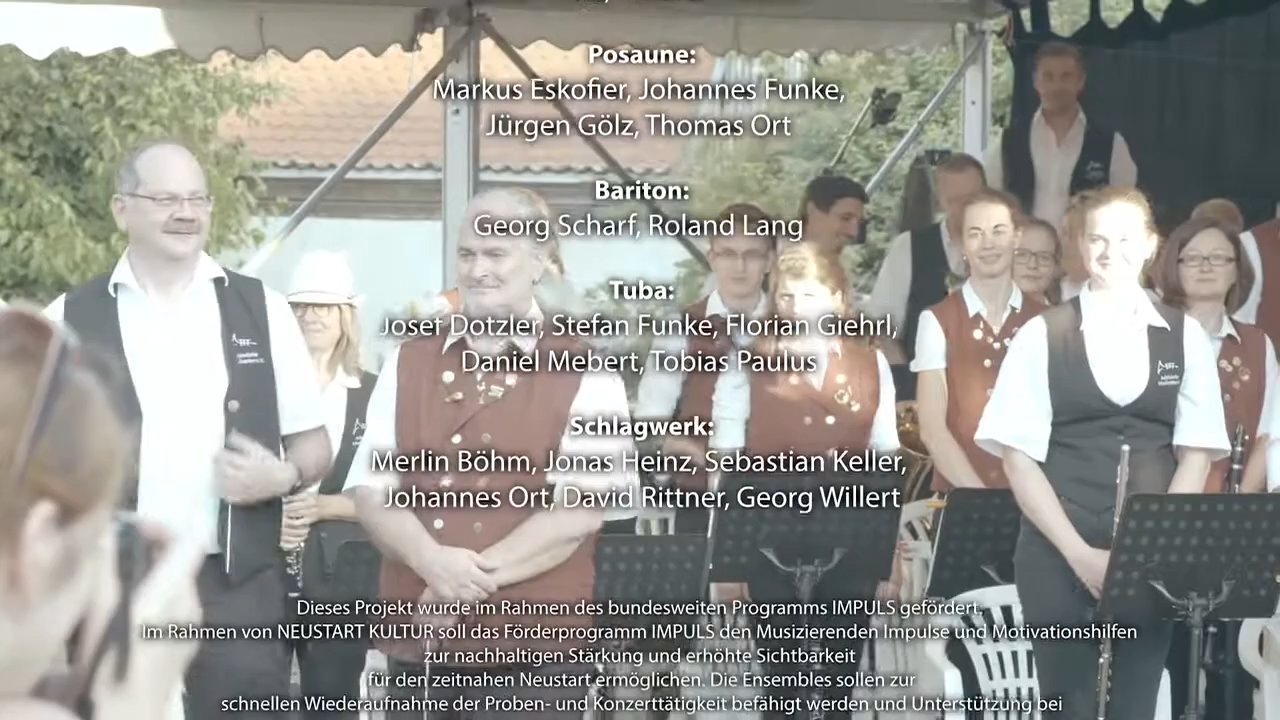 Posaune:
Markus Eskofier, Johannes Funke,
Jürgen Gölz, Thomas Ort
Bariton:
Georg Scharf, Roland Lang
Tuba:
Josef Dotzler, Stefan Funke, Florian Giehrl,
Daniel Mebert, Tobias Paulus
Schlagwerk:
Merlin Böhm, Jonas Heinz, Sebastian Keller,
Johannes Ort, David Rittner, Georg Willert
Dieses Projekt wurde im Rahmen des bundesweiten Programms IMPULS gefördert.
Im Rahmen von NEUSTART KULTUR soll das Förderprogramm IMPULS den Musizierenden Impulse und Motivationshilfen
zur nachhaltigen Stärkung und erhöhte Sichtbarkeit
für den zeitnahen Neustart ermöglichen. Die Ensembles sollen zur
schnellen Wiederaufnahme der Proben- und Konzerttätigkeit befähigt werden und Unterstützung bei